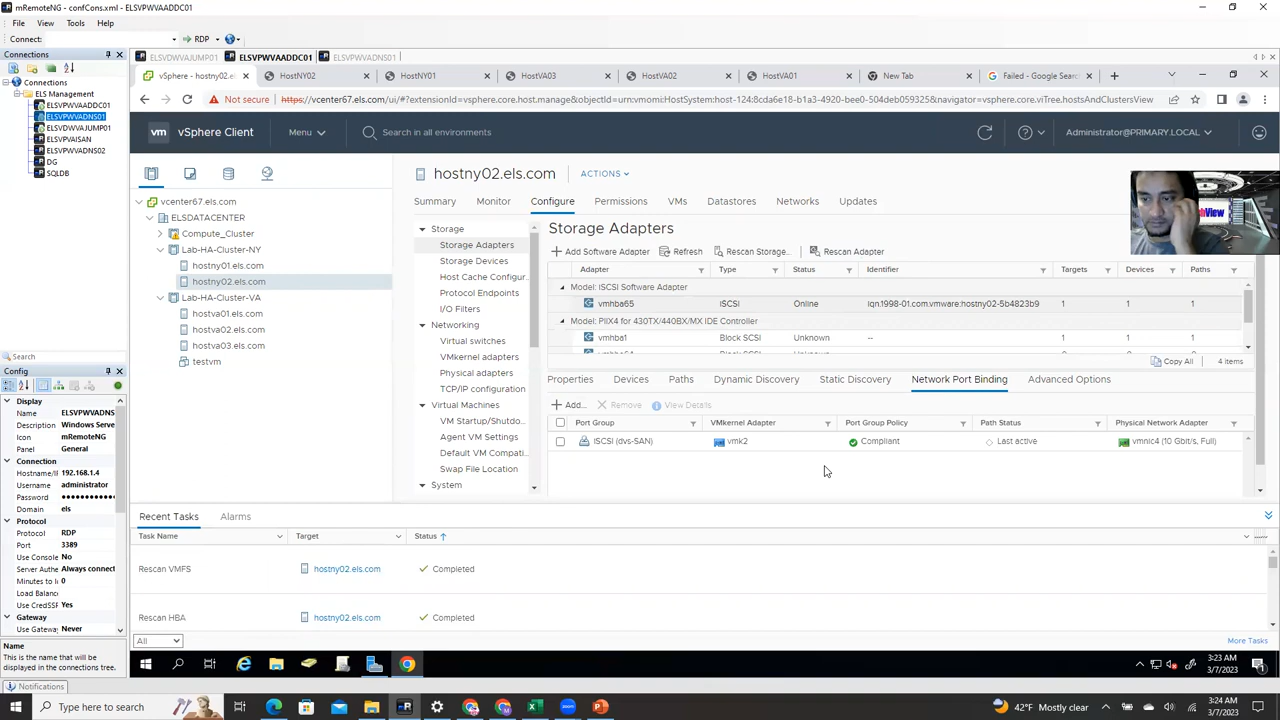 mRemoteNG - confCons.xml - ELSVPWVAADDC01
File View Tools Help
Connect: RDP
Connections
Connections
ELS Management
ELSVPWVAADDC01
ELSVPWVADNS01
ELSVDWVAJUMP01
ELSVPWVAISAN
ELSVPWVADNS02
DG
SQLDB
Search
Config
Display
Name ELSVPWVADNS
Description Windows Server
Icon mRemoteNG
Panel General
Connection
Hostname/I 192.168.1.4
Username administrator
Password
Domain els
Protocol
Protocol RDP
Port 3389
Use Console No
Server Authe Always connect
Minutes to I 0
Load Balanc
Use CredSSP Yes
Gateway
Use Gatewa Never
Name
This is the name that will be
displayed in the connections tree.
Notifications
ELSVDWVAJUMP01 ELSVPWVAADDC01 ELSVPWVADNS01
vSphere - hostny02.els.c HostNY02 HostNY01 HostVA03 HostVA02 HostVA01 New Tab Failed - Google Search
Not secure https://vcenter67.els.com/ui/#?extensionId=vsphere.core.host.manage&objectId=urn:vmomi:HostSystem:host-124:8cda6e18-b1a3-4920-bee0-504deb059325&navigator=vsphere.core.viTree.hostsAndClustersView
vm vSphere Client Menu Search in all environments Administrator@PRIMARY.LOCAL
vcenter67.els.com
ELSDATACENTER
Compute_Cluster
Lab-HA-Cluster-NY
hostny01.els.com
hostny02.els.com
Lab-HA-Cluster-VA
hostva01.els.com
hostva02.els.com
hostva03.els.com
testvm
hostny02.els.com ACTIONS
Summary Monitor Configure Permissions VMs Datastores Networks Updates
Storage
Storage Adapters
Storage Devices
Host Cache Configur...
Protocol Endpoints
I/O Filters
Networking
Virtual switches
VMkernel adapters
Physical adapters
TCP/IP configuration
Virtual Machines
VM Startup/Shutdo...
Agent VM Settings
Default VM Compati...
Swap File Location
System
Storage Adapters
Add Software Adapter Refresh Rescan Storage... Rescan Adapter
Adapter Type Status Identifier Targets Devices Paths
Model: iSCSI Software Adapter
vmhba65 iSCSI Online iqn.1998-01.com.vmware:hostny02-5b4823b9 1 1 1
Model: PIIX4 for 430TX/440BX/MX IDE Controller
vmhba1 Block SCSI Unknown -- 1 1 1
Copy All 4 items
Properties Devices Paths Dynamic Discovery Static Discovery Network Port Binding Advanced Options
Add... Remove View Details
Port Group VMkernel Adapter Port Group Policy Path Status Physical Network Adapter
ISCSI (dvs-SAN) vmk2 Compliant Last active vmnic4 (10 Gbit/s, Full)
Recent Tasks Alarms
Task Name Target Status
Rescan VMFS hostny02.els.com Completed
Rescan HBA hostny02.els.com Completed
All More Tasks
3:23 AM
3/7/2023
Type here to search
42°F Mostly clear
3:24 AM
3/7/2023